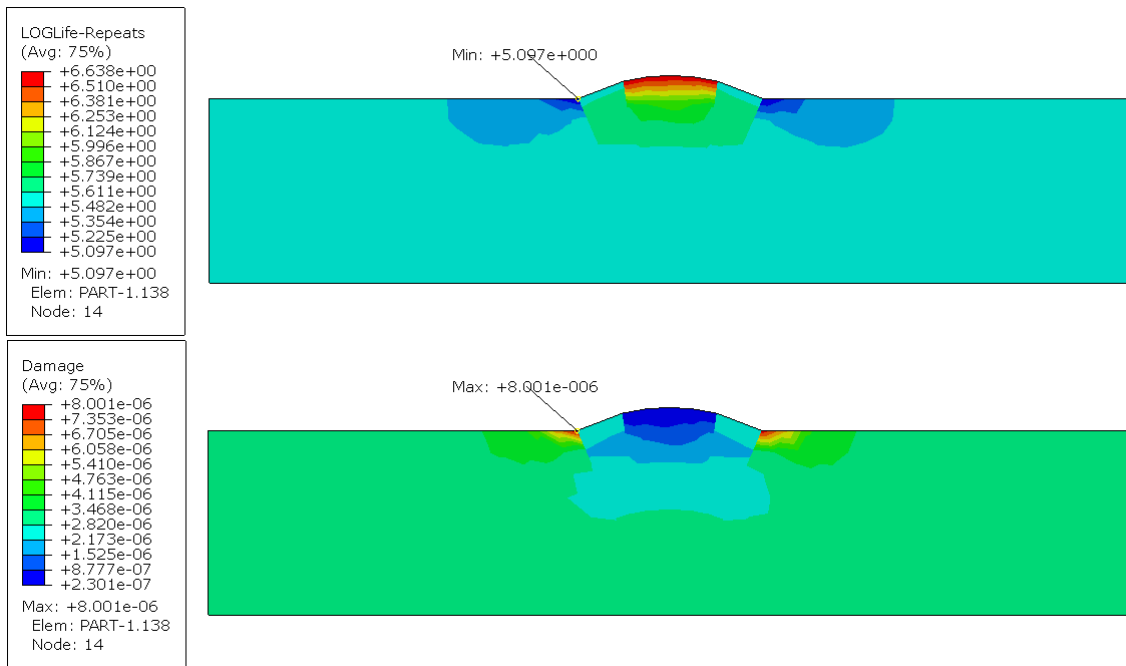 LOGLife-Repeats
(Avg: 75%)
+6.638e+00
+6.510e+00
+6.381e+00
+6.253e+00
+6.124e+00
+5.996e+00
+5.867e+00
+5.739e+00
+5.611e+00
+5.482e+00
+5.354e+00
+5.225e+00
+5.097e+00
Min: +5.097e+00
Elem: PART-1.138
Node: 14
Min: +5.097e+000
Damage
(Avg: 75%)
+8.001e-06
+7.353e-06
+6.705e-06
+6.058e-06
+5.410e-06
+4.763e-06
+4.115e-06
+3.468e-06
+2.820e-06
+2.173e-06
+1.525e-06
+8.777e-07
+2.301e-07
Max: +8.001e-06
Elem: PART-1.138
Node: 14
Max: +8.001e-006